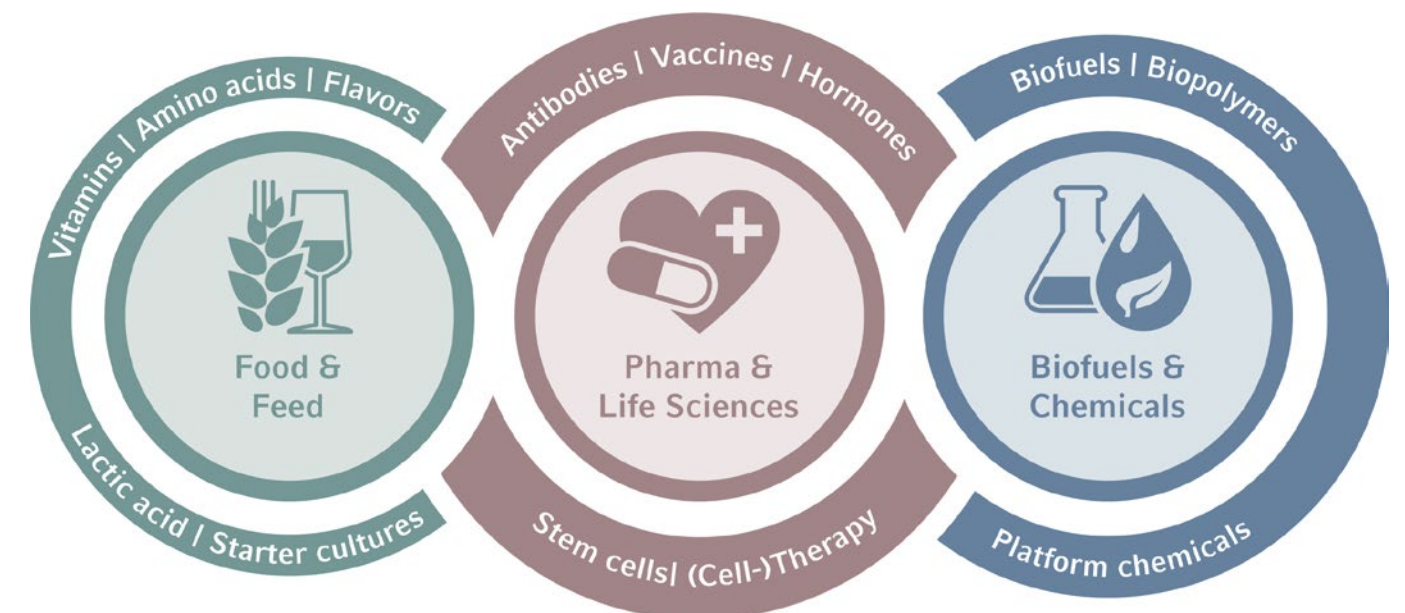 Vitamins | Amino acids | Flavors
Food &
Feed
Lactic acid | Starter cultures
Antibodies | Vaccines | Hormones
Pharma &
Life Sciences
Stem cells| (Cell-)Therapy
Biofuels | Biopolymers
Biofuels &
Chemicals
Platform chemicals